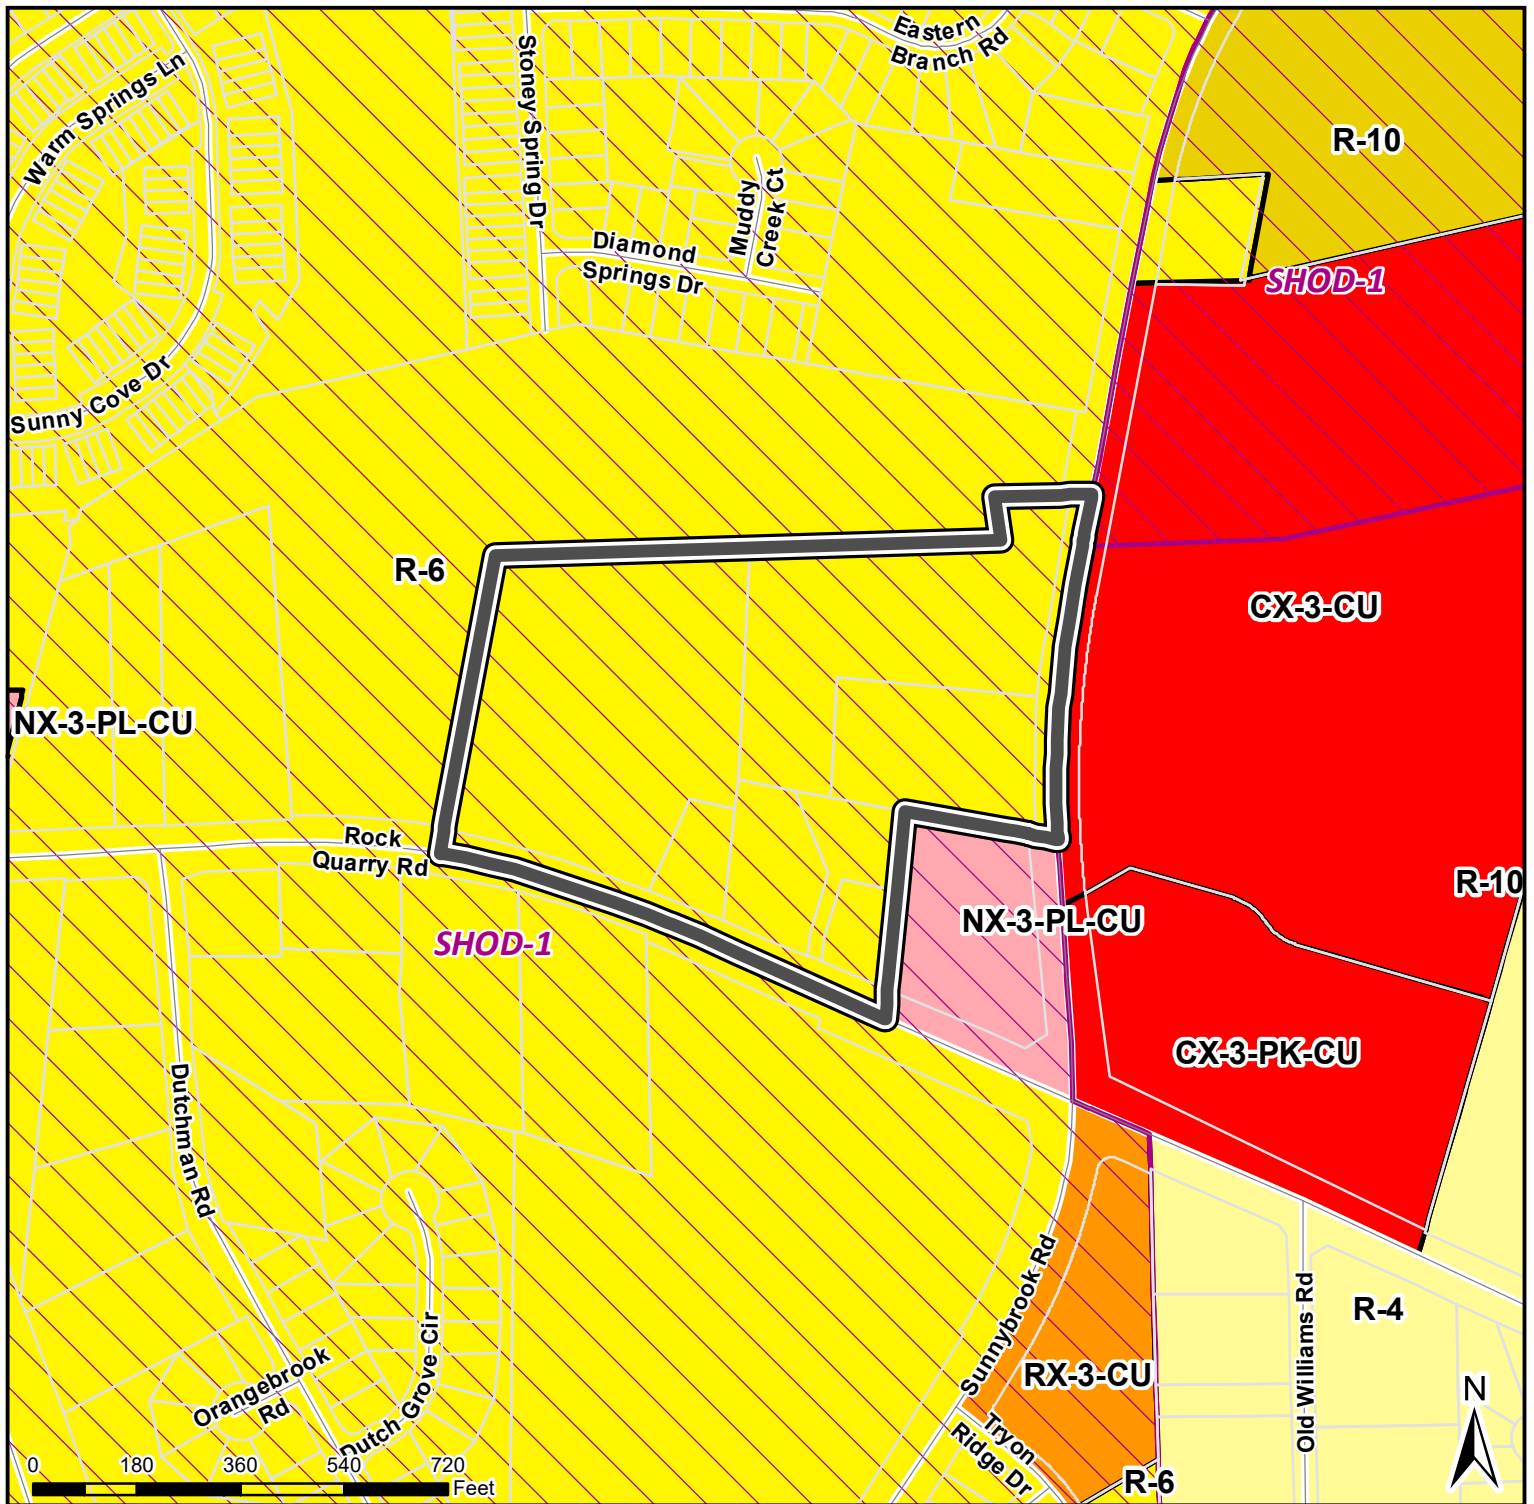 Eastern
Branch Rd
Warm Springs Ln
Stoney Spring Dr
R-10
Muddy
Creek Ct
Diamond
Springs Dr
SHOD-1
Sunny Cove Dr
R-6
CX-3-CU
NX-3-PL-CU
Rock
Quarry Rd
R-10
NX-3-PL-CU
SHOD-1
CX-3-PK-CU
Dutchman Rd
Sunnybrook Rd
Old Williams Rd
R-4
Orangebrook
Rd
Dutch Grove Cir
RX-3-CU
N
Tryon
Ridge Dr
R-6
0 180 360 540 720
Feet